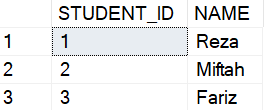 STUDENT_ID NAME
1 1 Reza
2 2 Miftah
3 3 Fariz